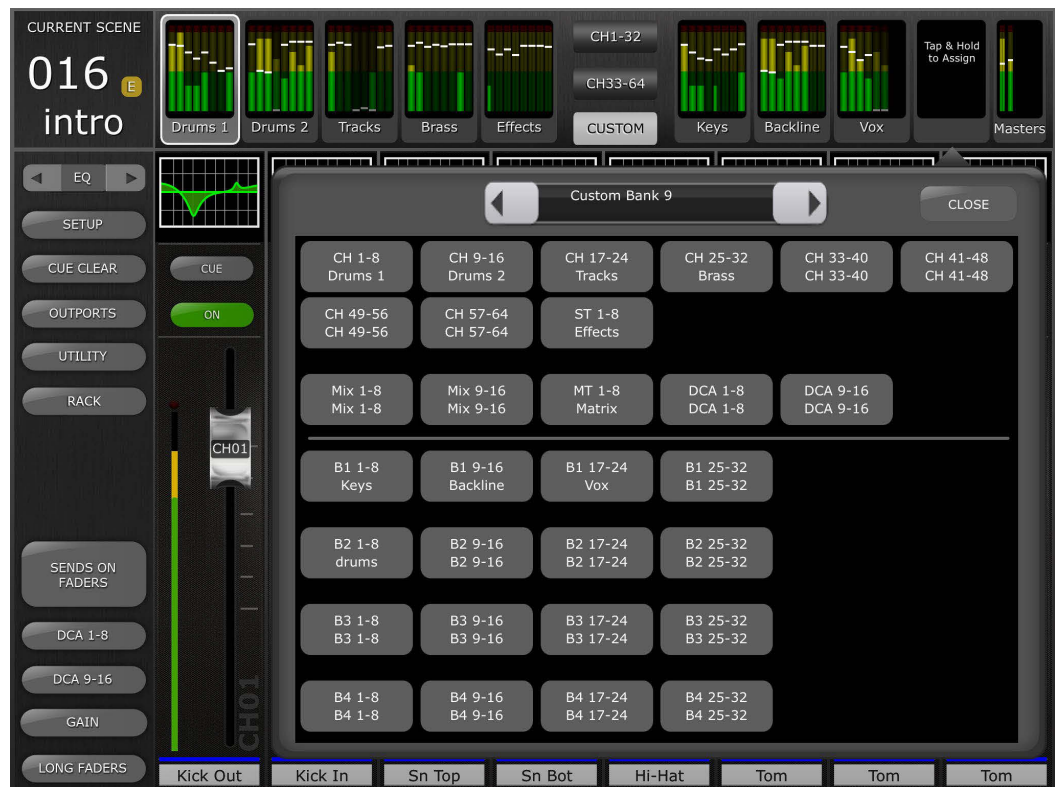 CURRENT SCENE
016 E
intro
Drums 1
Drums 2
Tracks
Brass
Effects
CH1-32
CH33-64
CUSTOM
Keys
Backline
Vox
Tap & Hold
to Assign
Masters
EQ
SETUP
CUE CLEAR
OUTPORTS
UTILITY
RACK
SENDS ON
FADERS
DCA 1-8
DCA 9-16
GAIN
LONG FADERS
CUE
ON
CH01
CH01
Custom Bank 9
CLOSE
CH 1-8
Drums 1
CH 9-16
Drums 2
CH 17-24
Tracks
CH 25-32
Brass
CH 33-40
CH 33-40
CH 41-48
CH 41-48
CH 49-56
CH 49-56
CH 57-64
CH 57-64
ST 1-8
Effects
Mix 1-8
Mix 1-8
Mix 9-16
Mix 9-16
MT 1-8
Matrix
DCA 1-8
DCA 1-8
DCA 9-16
DCA 9-16
B1 1-8
Keys
B1 9-16
Backline
B1 17-24
Vox
B1 25-32
B1 25-32
B2 1-8
drums
B2 9-16
B2 9-16
B2 17-24
B2 17-24
B2 25-32
B2 25-32
B3 1-8
B3 1-8
B3 9-16
B3 9-16
B3 17-24
B3 17-24
B3 25-32
B3 25-32
B4 1-8
B4 1-8
B4 9-16
B4 9-16
B4 17-24
B4 17-24
B4 25-32
B4 25-32
Kick Out
Kick In
Sn Top
Sn Bot
Hi-Hat
Tom
Tom
Tom